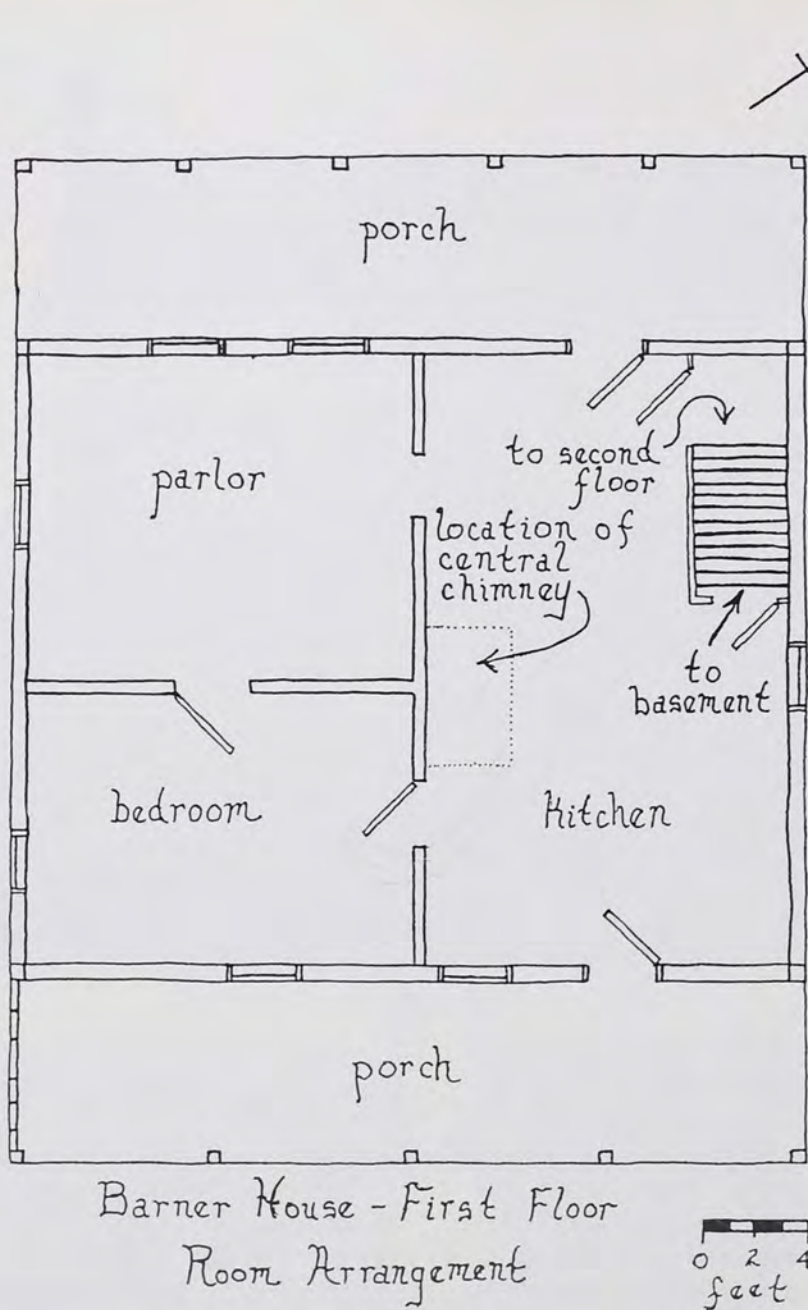 porch
parlor
to second
floor
location of
central
chimney
to
basement
bedroom
kitchen
porch
Barner House - First Floor
Room Arrangement
0 2 4
feet